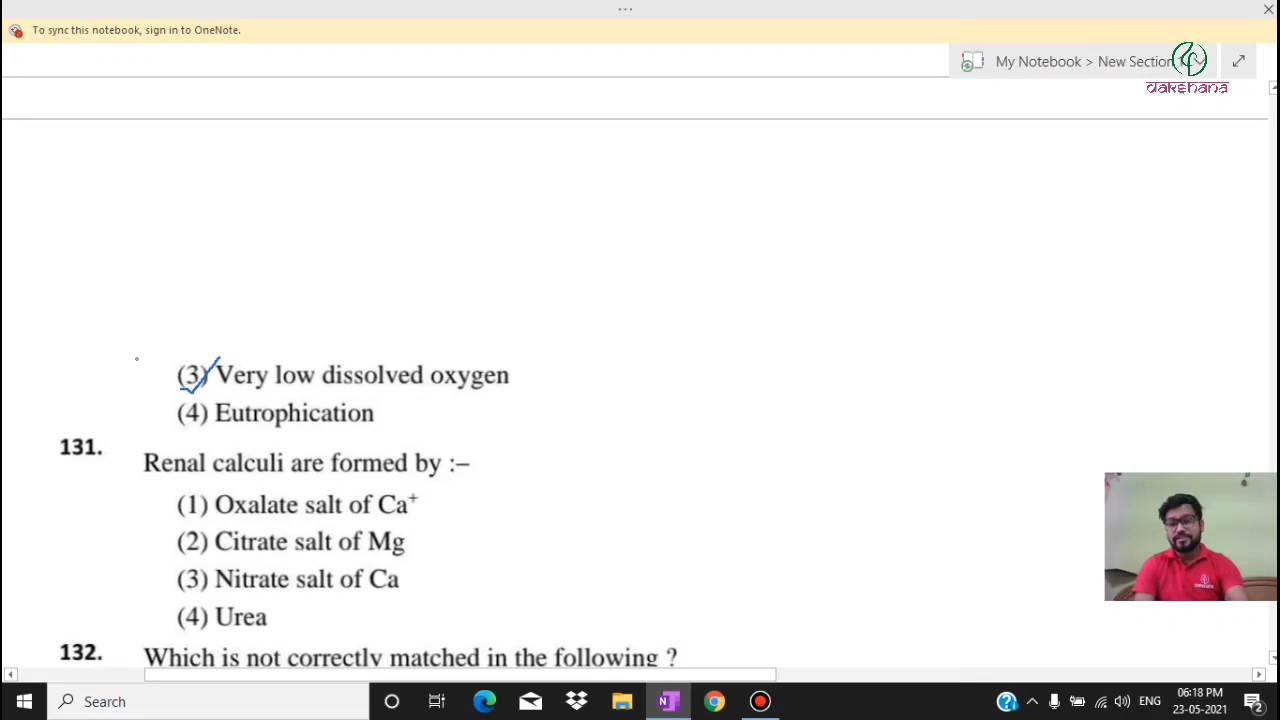 ...
To sync this notebook, sign in to OneNote.
My Notebook > New Section 1
dakshana
(3) Very low dissolved oxygen
(4) Eutrophication
131.
Renal calculi are formed by :–
(1) Oxalate salt of Ca⁺
(2) Citrate salt of Mg
(3) Nitrate salt of Ca
(4) Urea
132.
Which is not correctly matched in the following ?
Search
ENG
06:18 PM
23-05-2021
2